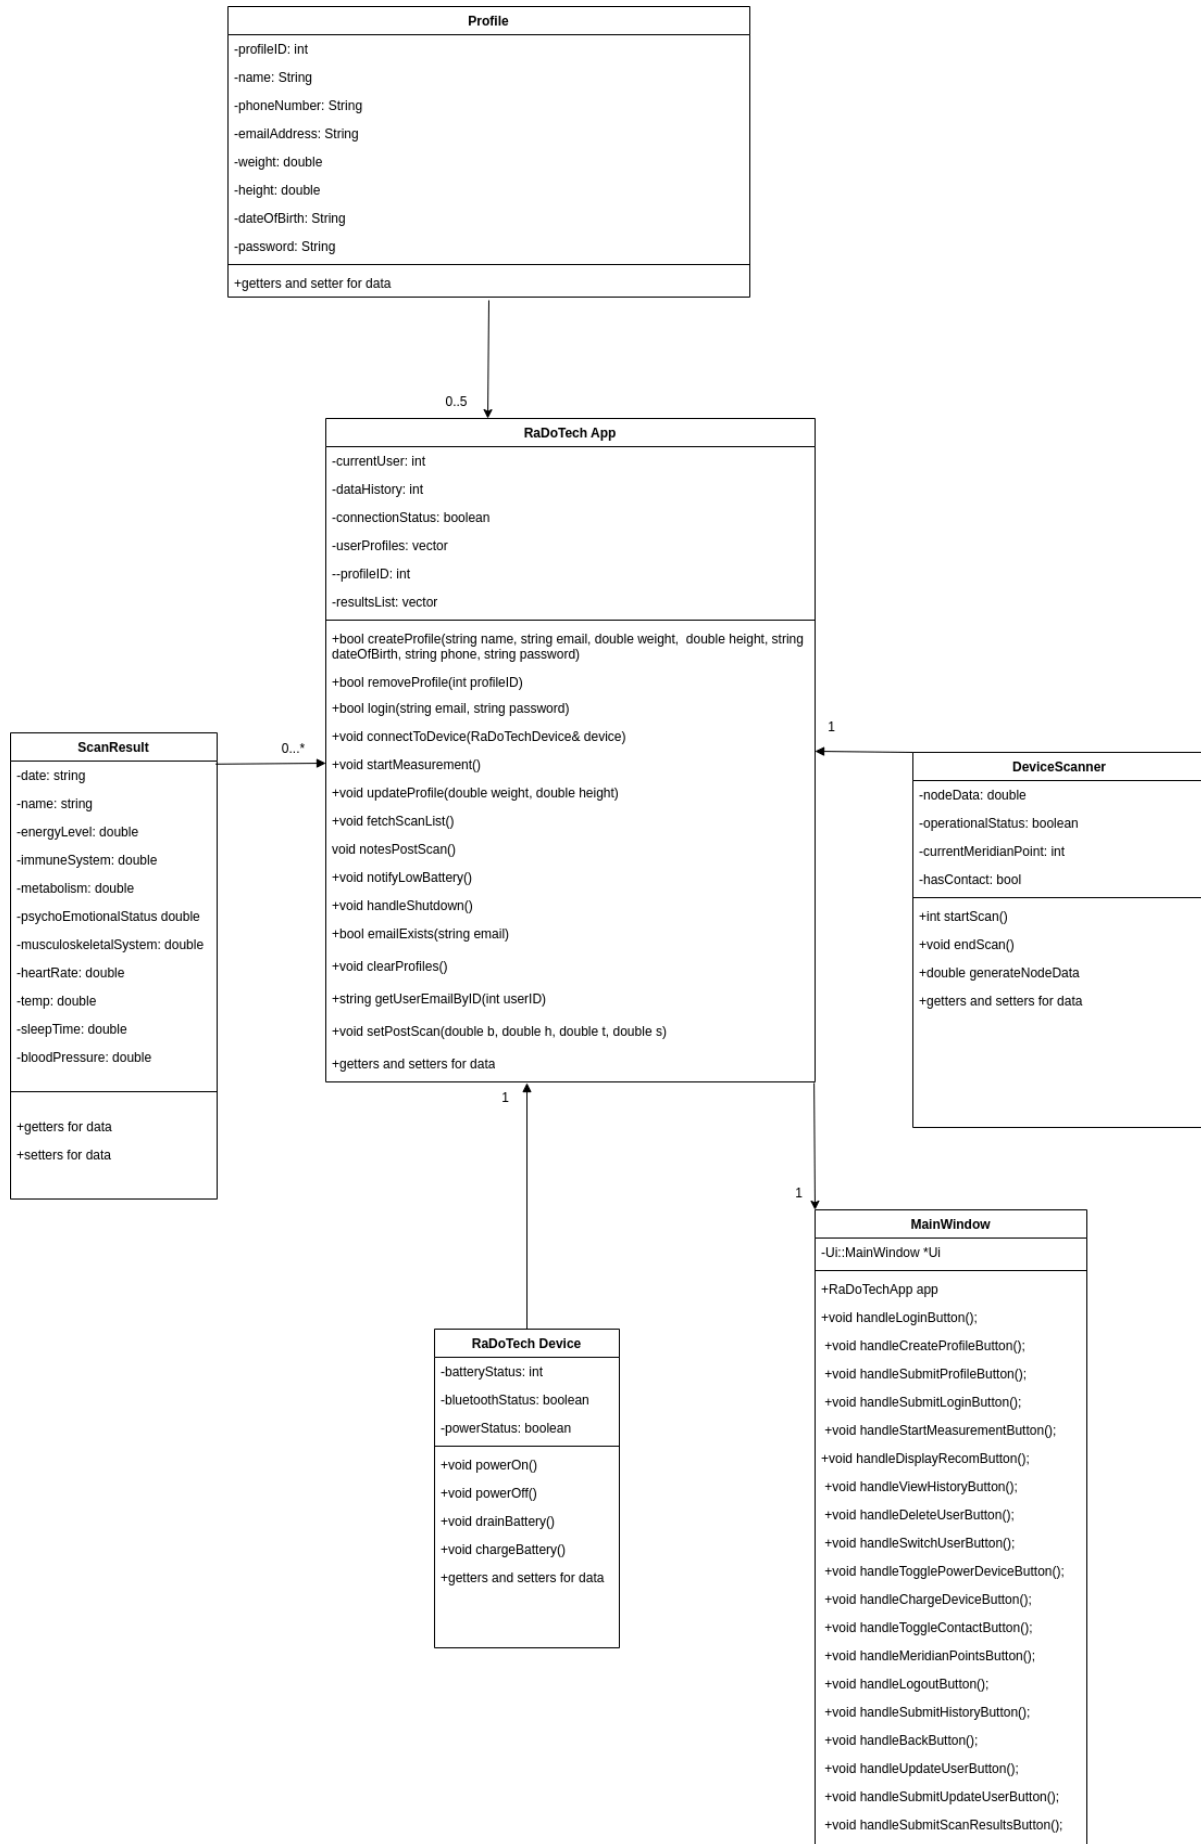 Profile
-profileID: int
-name: String
-phoneNumber: String
-emailAddress: String
-weight: double
-height: double
-dateOfBirth: String
-password: String
+getters and setter for data
0..5
RaDoTech App
-currentUser: int
-dataHistory: int
-connectionStatus: boolean
-userProfiles: vector
--profileID: int
-resultsList: vector
+bool createProfile(string name, string email, double weight,  double height, string
dateOfBirth, string phone, string password)
+bool removeProfile(int profileID)
+bool login(string email, string password)
+void connectToDevice(RaDoTechDevice& device)
+void startMeasurement()
+void updateProfile(double weight, double height)
+void fetchScanList()
void notesPostScan()
+void notifyLowBattery()
+void handleShutdown()
+bool emailExists(string email)
+void clearProfiles()
+string getUserEmailByID(int userID)
+void setPostScan(double b, double h, double t, double s)
+getters and setters for data
0...*
ScanResult
-date: string
-name: string
-energyLevel: double
-immuneSystem: double
-metabolism: double
-psychoEmotionalStatus double
-musculoskeletalSystem: double
-heartRate: double
-temp: double
-sleepTime: double
-bloodPressure: double
+getters for data
+setters for data
1
DeviceScanner
-nodeData: double
-operationalStatus: boolean
-currentMeridianPoint: int
-hasContact: bool
+int startScan()
+void endScan()
+double generateNodeData
+getters and setters for data
1
RaDoTech Device
-batteryStatus: int
-bluetoothStatus: boolean
-powerStatus: boolean
+void powerOn()
+void powerOff()
+void drainBattery()
+void chargeBattery()
+getters and setters for data
1
MainWindow
-Ui::MainWindow *Ui
+RaDoTechApp app
+void handleLoginButton();
+void handleCreateProfileButton();
+void handleSubmitProfileButton();
+void handleSubmitLoginButton();
+void handleStartMeasurementButton();
+void handleDisplayRecomButton();
+void handleViewHistoryButton();
+void handleDeleteUserButton();
+void handleSwitchUserButton();
+void handleTogglePowerDeviceButton();
+void handleChargeDeviceButton();
+void handleToggleContactButton();
+void handleMeridianPointsButton();
+void handleLogoutButton();
+void handleSubmitHistoryButton();
+void handleBackButton();
+void handleUpdateUserButton();
+void handleSubmitUpdateUserButton();
+void handleSubmitScanResultsButton();